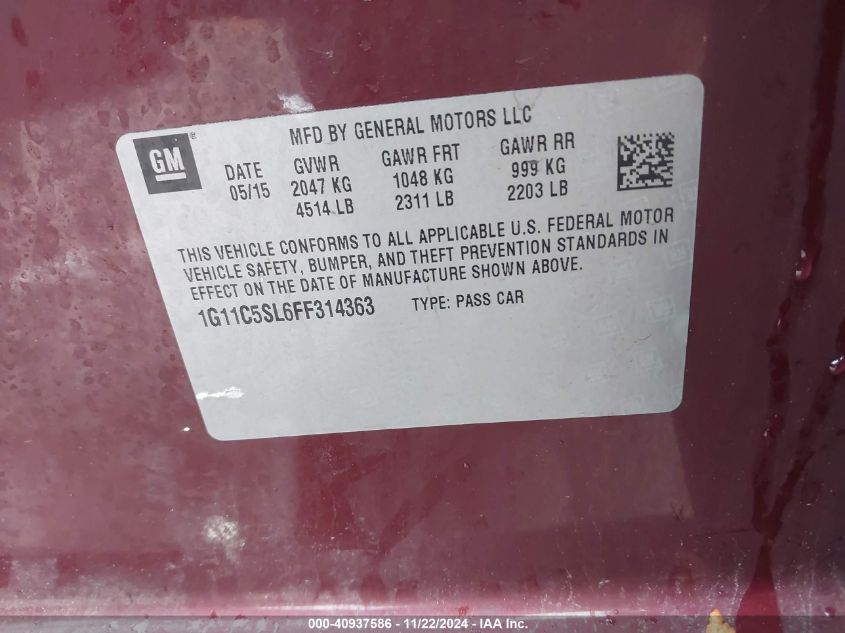 MFD BY GENERAL MOTORS LLC
GM ®
DATE GVWR GAWR FRT GAWR RR
05/15 2047 KG 1048 KG 999 KG
4514 LB 2311 LB 2203 LB
THIS VEHICLE CONFORMS TO ALL APPLICABLE U.S. FEDERAL MOTOR
VEHICLE SAFETY, BUMPER, AND THEFT PREVENTION STANDARDS IN
EFFECT ON THE DATE OF MANUFACTURE SHOWN ABOVE.
1G11C5SL6FF314363 TYPE: PASS CAR
000-40937586 - 11/22/2024 - IAA Inc.